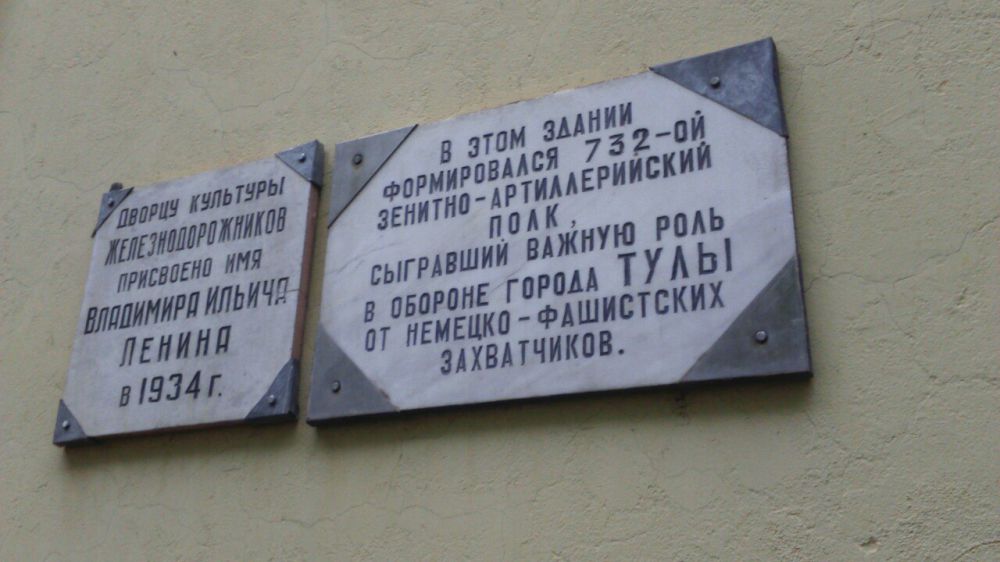 ДВОРЦУ КУЛЬТУРЫ
ЖЕЛЕЗНОДОРОЖНИКОВ
ПРИСВОЕНО ИМЯ
ВЛАДИМИРА ИЛЬИЧА
ЛЕНИНА
в 1934 г.
В ЭТОМ ЗДАНИИ
ФОРМИРОВАЛСЯ 732-ОЙ
ЗЕНИТНО-АРТИЛЛЕРИЙСКИЙ
ПОЛК,
СЫГРАВШИЙ ВАЖНУЮ РОЛЬ
В ОБОРОНЕ ГОРОДА ТУЛЫ
ОТ НЕМЕЦКО-ФАШИСТСКИХ
ЗАХВАТЧИКОВ.